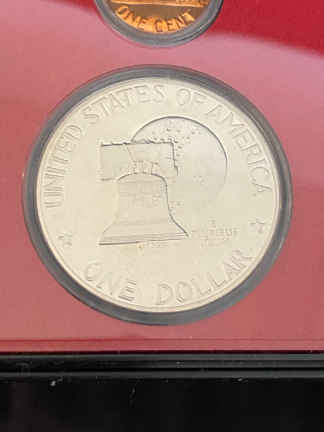 ONE CENT
UNITED STATES OF AMERICA
E
PLURIBUS
UNUM
ONE DOLLAR